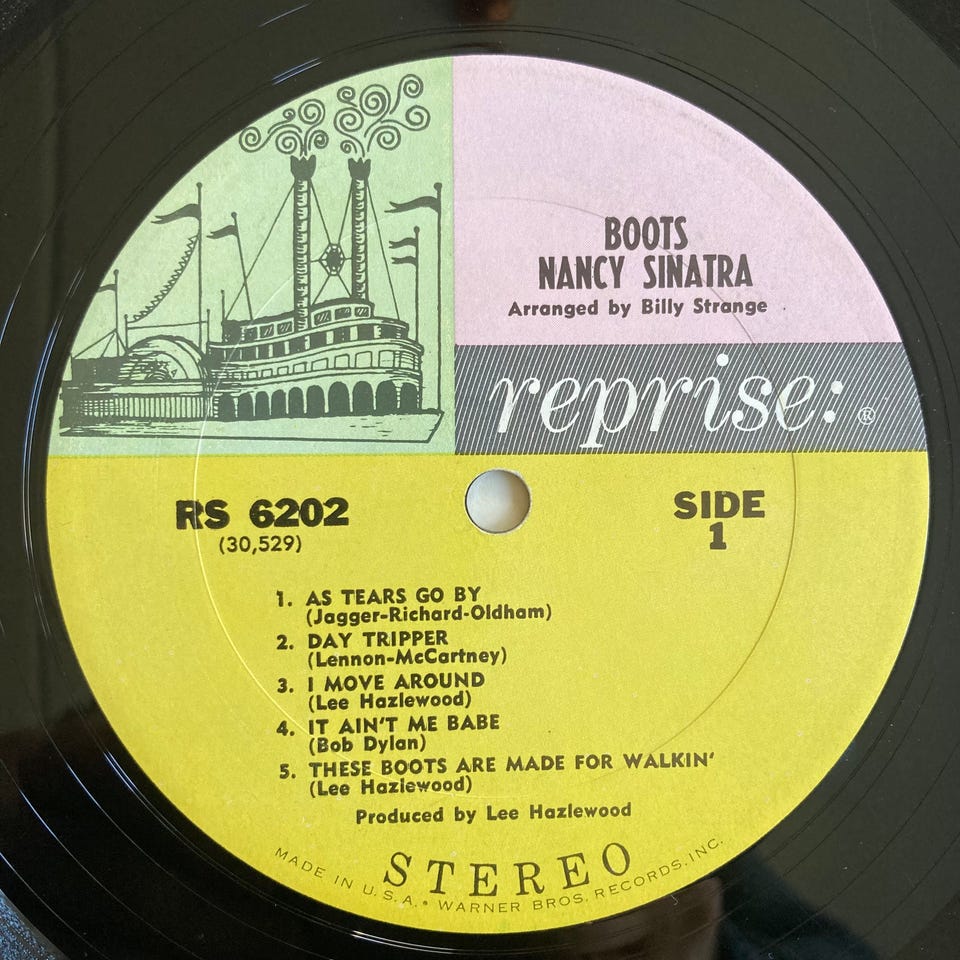 BOOTS
NANCY SINATRA
Arranged by Billy Strange
reprise: ®
RS 6202
(30,529)
SIDE
1
1. AS TEARS GO BY
(Jagger-Richard-Oldham)
2. DAY TRIPPER
(Lennon-McCartney)
3. I MOVE AROUND
(Lee Hazlewood)
4. IT AIN'T ME BABE
(Bob Dylan)
5. THESE BOOTS ARE MADE FOR WALKIN'
(Lee Hazlewood)
Produced by Lee Hazlewood
STEREO
MADE IN U.S.A. • WARNER BROS. RECORDS, INC.